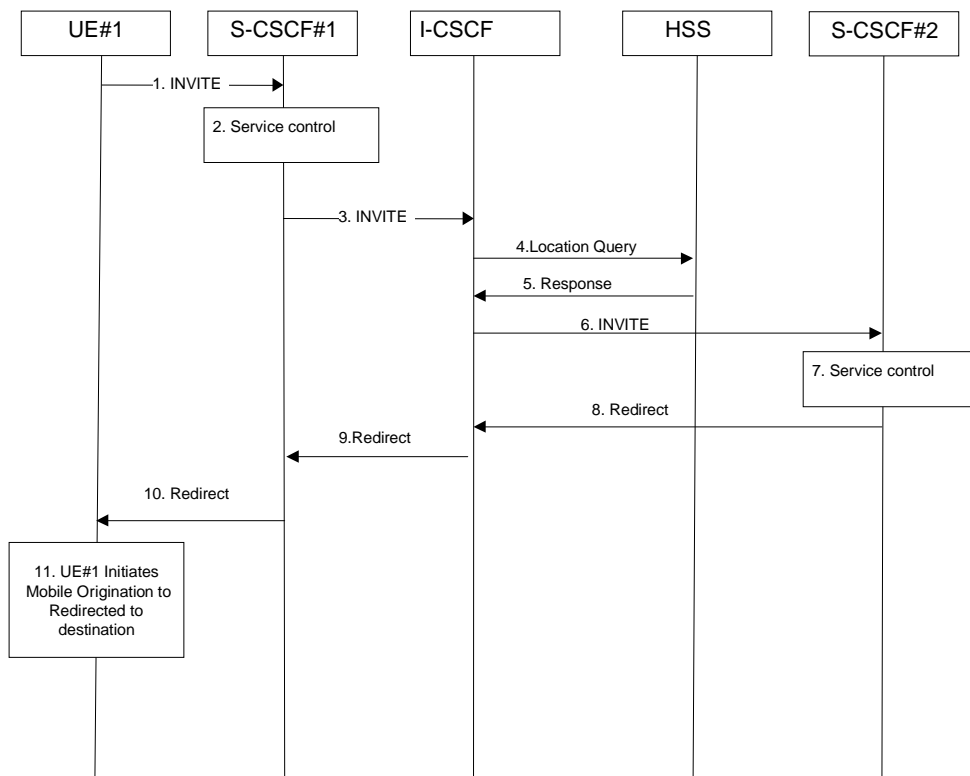 UE#1
S-CSCF#1
I-CSCF
HSS
S-CSCF#2
1. INVITE
2. Service control
3. INVITE
4.Location Query
5. Response
6. INVITE
7. Service control
8. Redirect
9.Redirect
10. Redirect
11. UE#1 Initiates
Mobile Origination to
Redirected to
destination